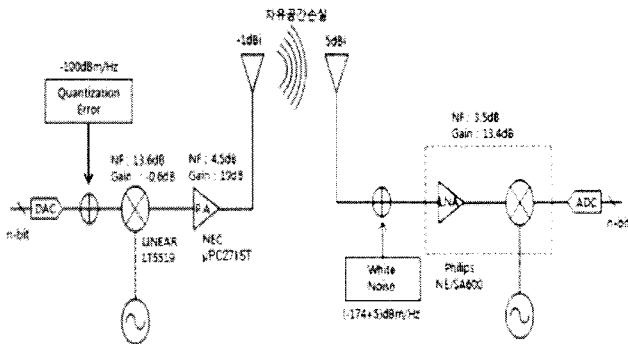 자유공간손실
-1dBi
5dBi
-100dBm/Hz
Quantization
Error
NF : 13.6dB
Gain : -0.6dB
NF : 4.5dB
Gain : 19dB
NF : 3.5dB
Gain : 13.4dB
n-bit
DAC
PA
LINEAR
LT5519
NEC
LNA
ADC
White
Noise
(-174+5)dBm/Hz
Philips
NE/SA600